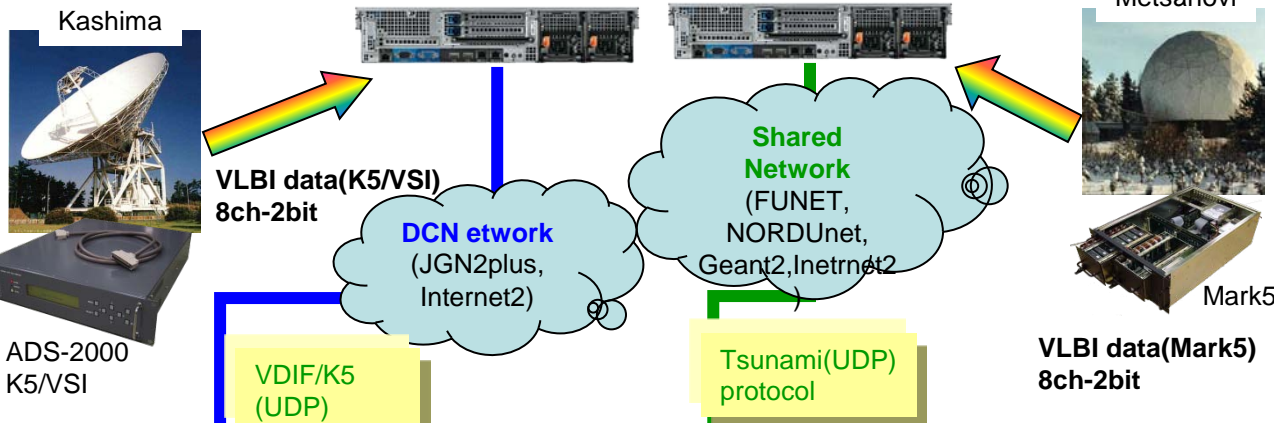 Kashima
VLBI data(K5/VSI)
8ch-2bit
ADS-2000
K5/VSI
DCN etwork
(JGN2plus,
Internet2)
VDIF/K5
(UDP)
Shared
Network
(FUNET,
NORDUnet,
Geant2,Inetrnet2
)
Tsunami(UDP)
protocol
Mark5
VLBI data(Mark5)
8ch-2bit